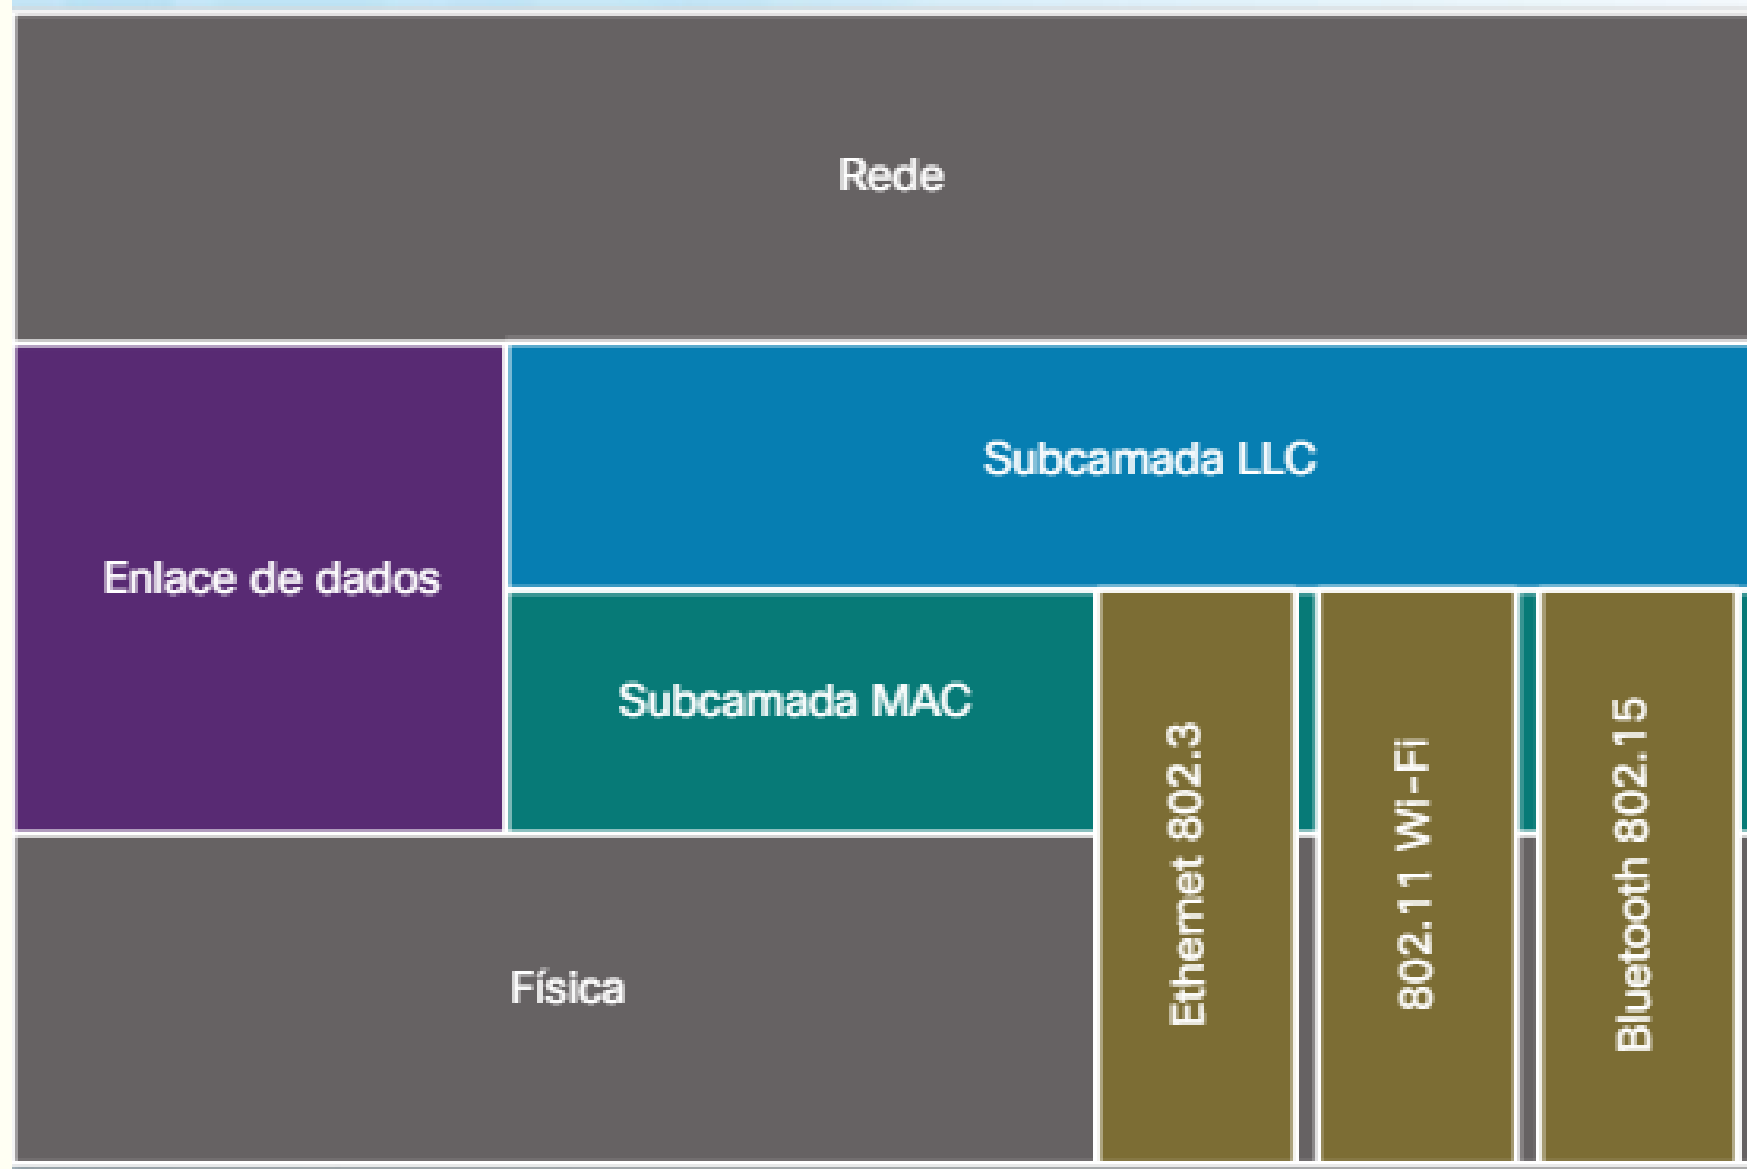 Rede
Subcamada LLC
Enlace de dados
Subcamada MAC
Ethernet 802.3
802.11 Wi-Fi
Bluetooth 802.15
Física